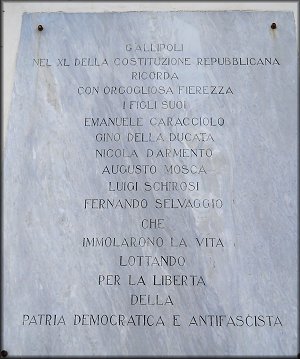 GALLIPOLI
NEL XL DELLA COSTITUZIONE REPUBBLICANA
RICORDA
CON ORGOGLIOSA FIEREZZA
I FIGLI SUOI
EMANUELE CARACCIOLO
GINO DELLA DUCATA
NICOLA D'ARMENTO
AUGUSTO MOSCA
LUIGI SCHIROSI
FERNANDO SELVAGGIO
CHE
IMMOLARONO LA VITA
LOTTANDO
PER LA LIBERTA
DELLA
PATRIA DEMOCRATICA E ANTIFASCISTA